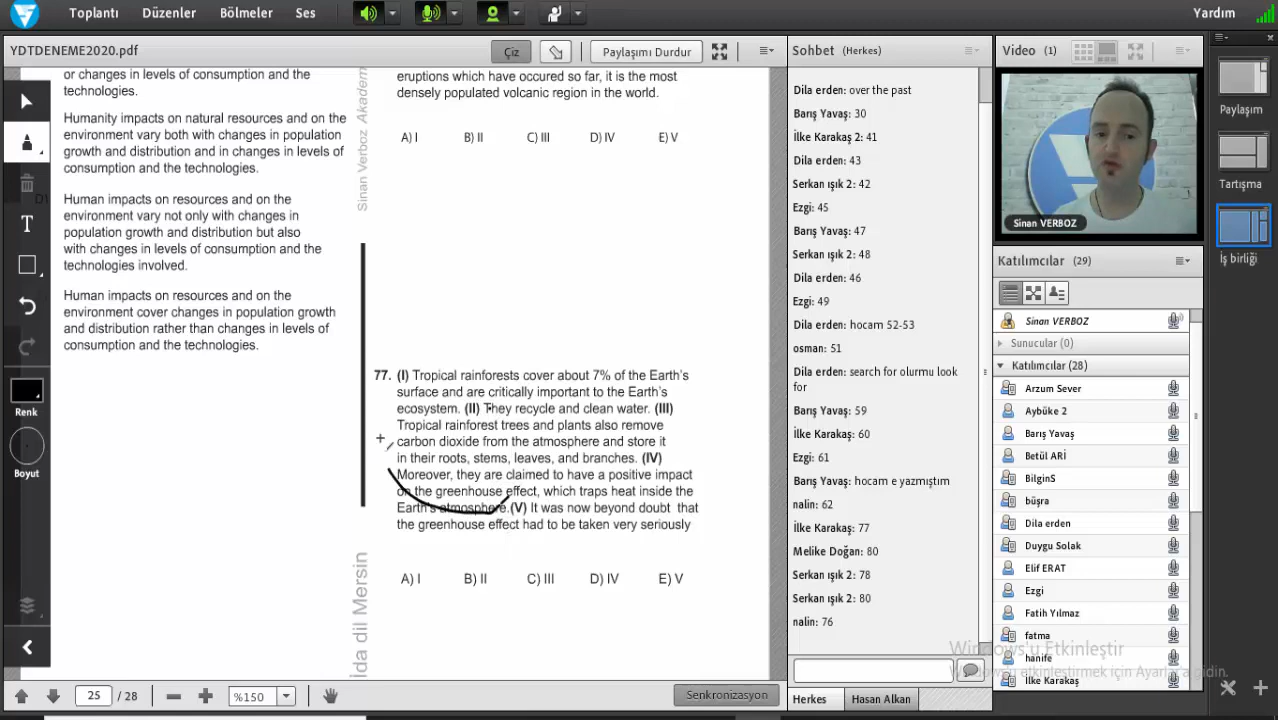 Toplantı Düzenler Bölmeler Ses Yardım
YDTDENEME2020.pdf
Çiz
Paylaşımı Durdur
or changes in levels of consumption and the
technologies.
Humanity impacts on natural resources and on the
environment vary both with changes in population
growth and distribution and in changes in levels of
consumption and the technologies.
Human impacts on resources and on the
environment vary not only with changes in
population growth and distribution but also
with changes in levels of consumption and the
technologies involved.
Human impacts on resources and on the
environment cover changes in population growth
and distribution rather than changes in levels of
consumption and the technologies.
Sinan Verboz Akadem
ida dil Mersin
eruptions which have occured so far, it is the most
densely populated volcanic region in the world.
A) I B) II C) III D) IV E) V
77. (I) Tropical rainforests cover about 7% of the Earth's
surface and are critically important to the Earth's
ecosystem. (II) They recycle and clean water. (III)
Tropical rainforest trees and plants also remove
carbon dioxide from the atmosphere and store it
in their roots, stems, leaves, and branches. (IV)
Moreover, they are claimed to have a positive impact
on the greenhouse effect, which traps heat inside the
Earth's atmosphere.(V) It was now beyond doubt that
the greenhouse effect had to be taken very seriously
A) I B) II C) III D) IV E) V
T
Renk
Boyut
25 / 28
%150
Senkronizasyon
Sohbet (Herkes)
Dila erden: over the past
Barış Yavaş: 30
İlke Karakaş 2: 41
Dila erden: 43
Serkan ışık 2: 42
Ezgi: 45
Barış Yavaş: 47
Serkan ışık 2: 48
Dila erden: 46
Ezgi: 49
Dila erden: hocam 52-53
osman: 51
Dila erden: search for olurmu look
for
Barış Yavaş: 59
İlke Karakaş: 60
Ezgi: 61
Barış Yavaş: hocam e yazmıştım
nalin: 62
İlke Karakaş: 77
Melike Doğan: 80
Serkan ışık 2: 78
Serkan ışık 2: 80
nalin: 76
Herkes
Hasan Alkan
Video (1)
Sinan VERBOZ
Katılımcılar (29)
Sinan VERBOZ
Sunucular (0)
Katılımcılar (28)
Arzum Sever
Aybüke 2
Barış Yavaş
Betül ARİ
BilginS
büşra
Dila erden
Duygu Solak
Elif ERAT
Ezgi
Fatih Yılmaz
fatma
hanife
İlke Karakaş
Paylaşım
Tartışma
İş birliği
Windows'u Etkinleştir
Windows'u etkinleştirmek için Ayarlar'a gidin.